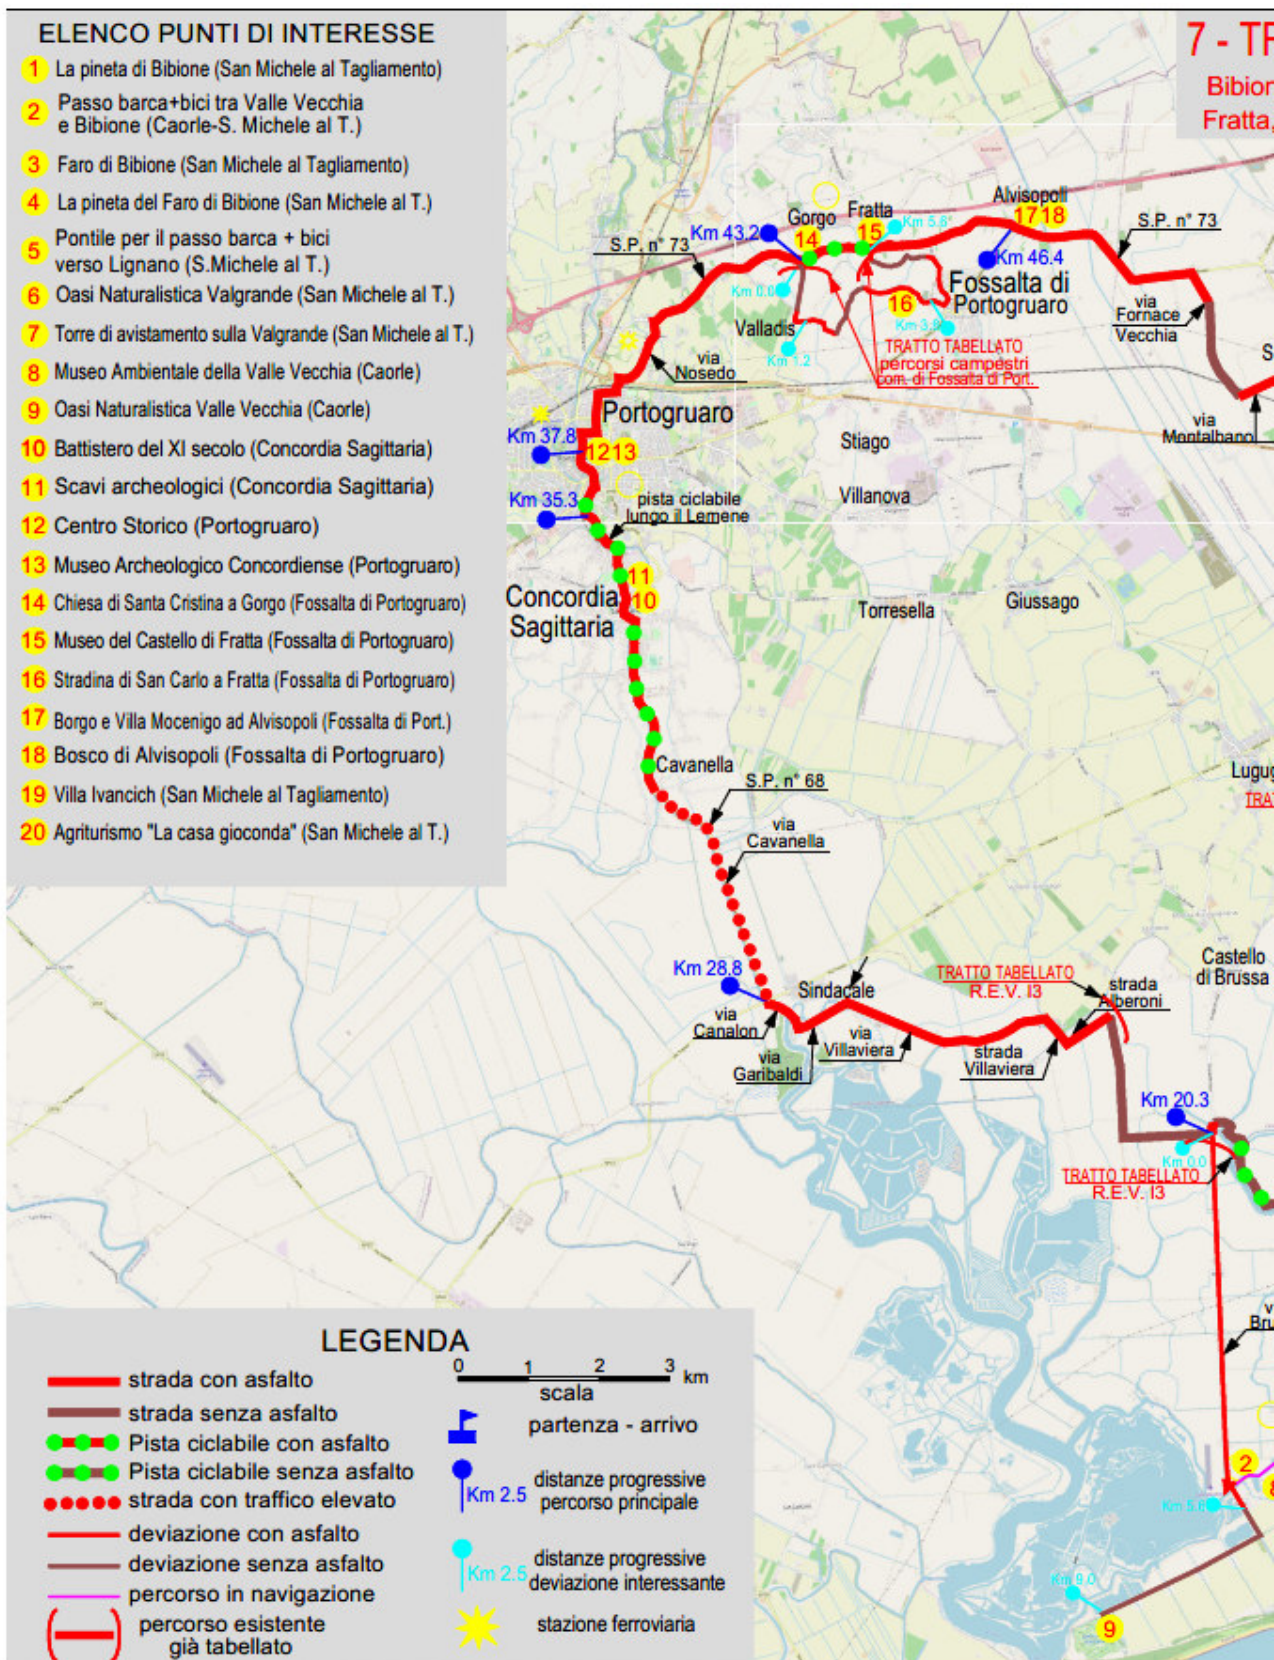 ELENCO PUNTI DI INTERESSE
1 La pineta di Bibione (San Michele al Tagliamento)
2 Passo barca+bici tra Valle Vecchia
e Bibione (Caorle-S. Michele al T.)
3 Faro di Bibione (San Michele al Tagliamento)
4 La pineta del Faro di Bibione (San Michele al T.)
5 Pontile per il passo barca + bici
verso Lignano (S.Michele al T.)
6 Oasi Naturalistica Valgrande (San Michele al T.)
7 Torre di avistamento sulla Valgrande (San Michele al T.)
8 Museo Ambientale della Valle Vecchia (Caorle)
9 Oasi Naturalistica Valle Vecchia (Caorle)
10 Battistero del XI secolo (Concordia Sagittaria)
11 Scavi archeologici (Concordia Sagittaria)
12 Centro Storico (Portogruaro)
13 Museo Archeologico Concordiense (Portogruaro)
14 Chiesa di Santa Cristina a Gorgo (Fossalta di Portogruaro)
15 Museo del Castello di Fratta (Fossalta di Portogruaro)
16 Stradina di San Carlo a Fratta (Fossalta di Portogruaro)
17 Borgo e Villa Mocenigo ad Alvisopoli (Fossalta di Port.)
18 Bosco di Alvisopoli (Fossalta di Portogruaro)
19 Villa Ivancich (San Michele al Tagliamento)
20 Agriturismo "La casa gioconda" (San Michele al T.)
7 - TR
Bibion
Fratta,
Alvisopoli
17 18
S.P. n° 73
Gorgo
14
Fratta
15
Km 5.6
Km 43.2
S.P. n° 73
Km 46.4
Fossalta di
Portogruaro
Km 0.0
16
Km 3.9
Valladis
Km 1.2
TRATTO TABELLATO
percorsi campestri
com. di Fossalta di Port.
via
Fornace
Vecchia
S
via
Nosedo
via
Montalbano
Portogruaro
Km 37.8
12 13
Stiago
Km 35.3
pista ciclabile
lungo il Lemene
Villanova
11
10
Concordia
Sagittaria
Torresella
Giussago
Cavanella
S.P. n° 68
Lugug
TRA
via
Cavanella
Km 28.8
Sindacale
TRATTO TABELLATO
R.E.V. I3
strada
Alberoni
Castello
di Brussa
via
Canalon
via
Garibaldi
via
Villaviera
strada
Villaviera
Km 20.3
Km 0.0
TRATTO TABELLATO
R.E.V. I3
v
Bru
2
8
Km 5.6
Km 9.0
9
LEGENDA
strada con asfalto
strada senza asfalto
Pista ciclabile con asfalto
Pista ciclabile senza asfalto
strada con traffico elevato
deviazione con asfalto
deviazione senza asfalto
percorso in navigazione
percorso esistente
già tabellato
0 1 2 3 km
scala
partenza - arrivo
Km 2.5 distanze progressive
percorso principale
Km 2.5 distanze progressive
deviazione interessante
stazione ferroviaria